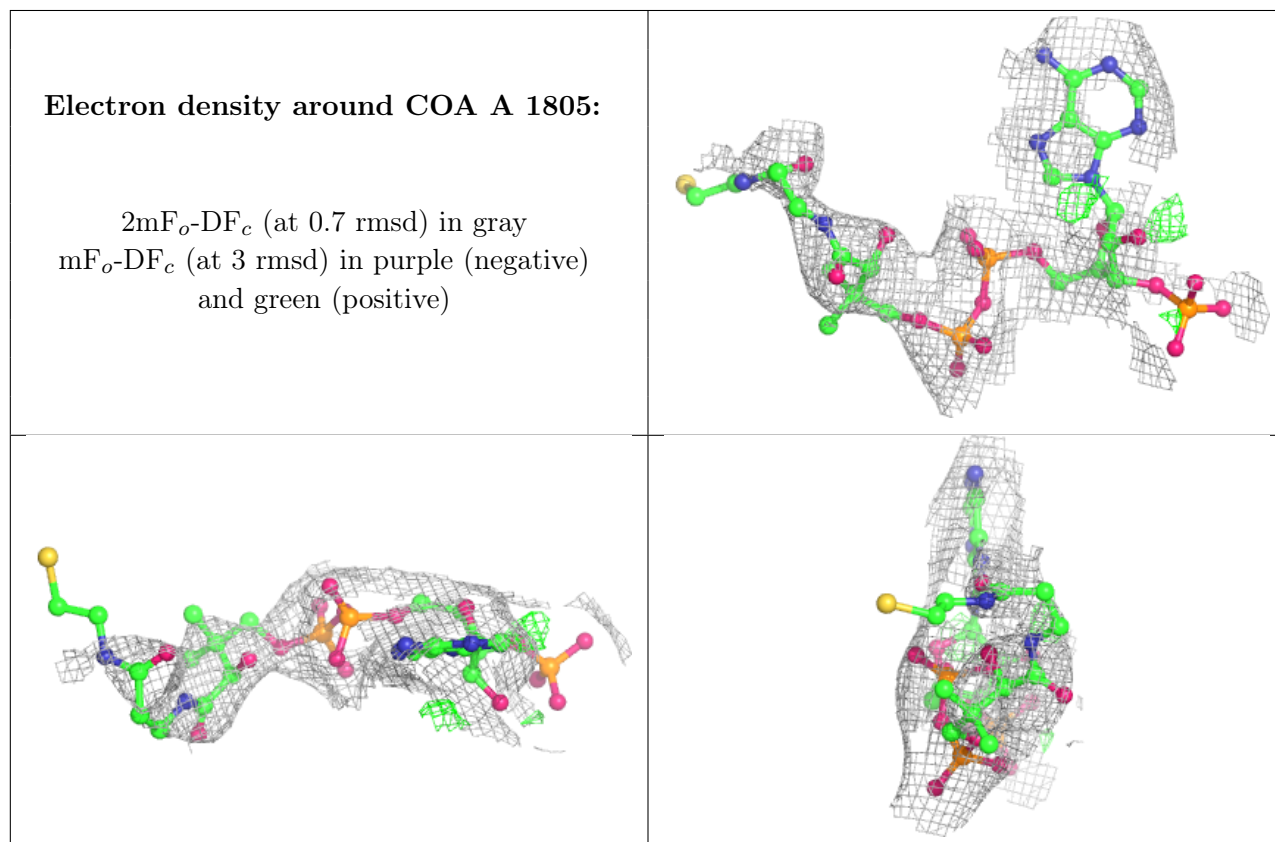 Electron density around COA A 1805:
2mFₒ-DF𝒸 (at 0.7 rmsd) in gray
mFₒ-DF𝒸 (at 3 rmsd) in purple (negative)
and green (positive)